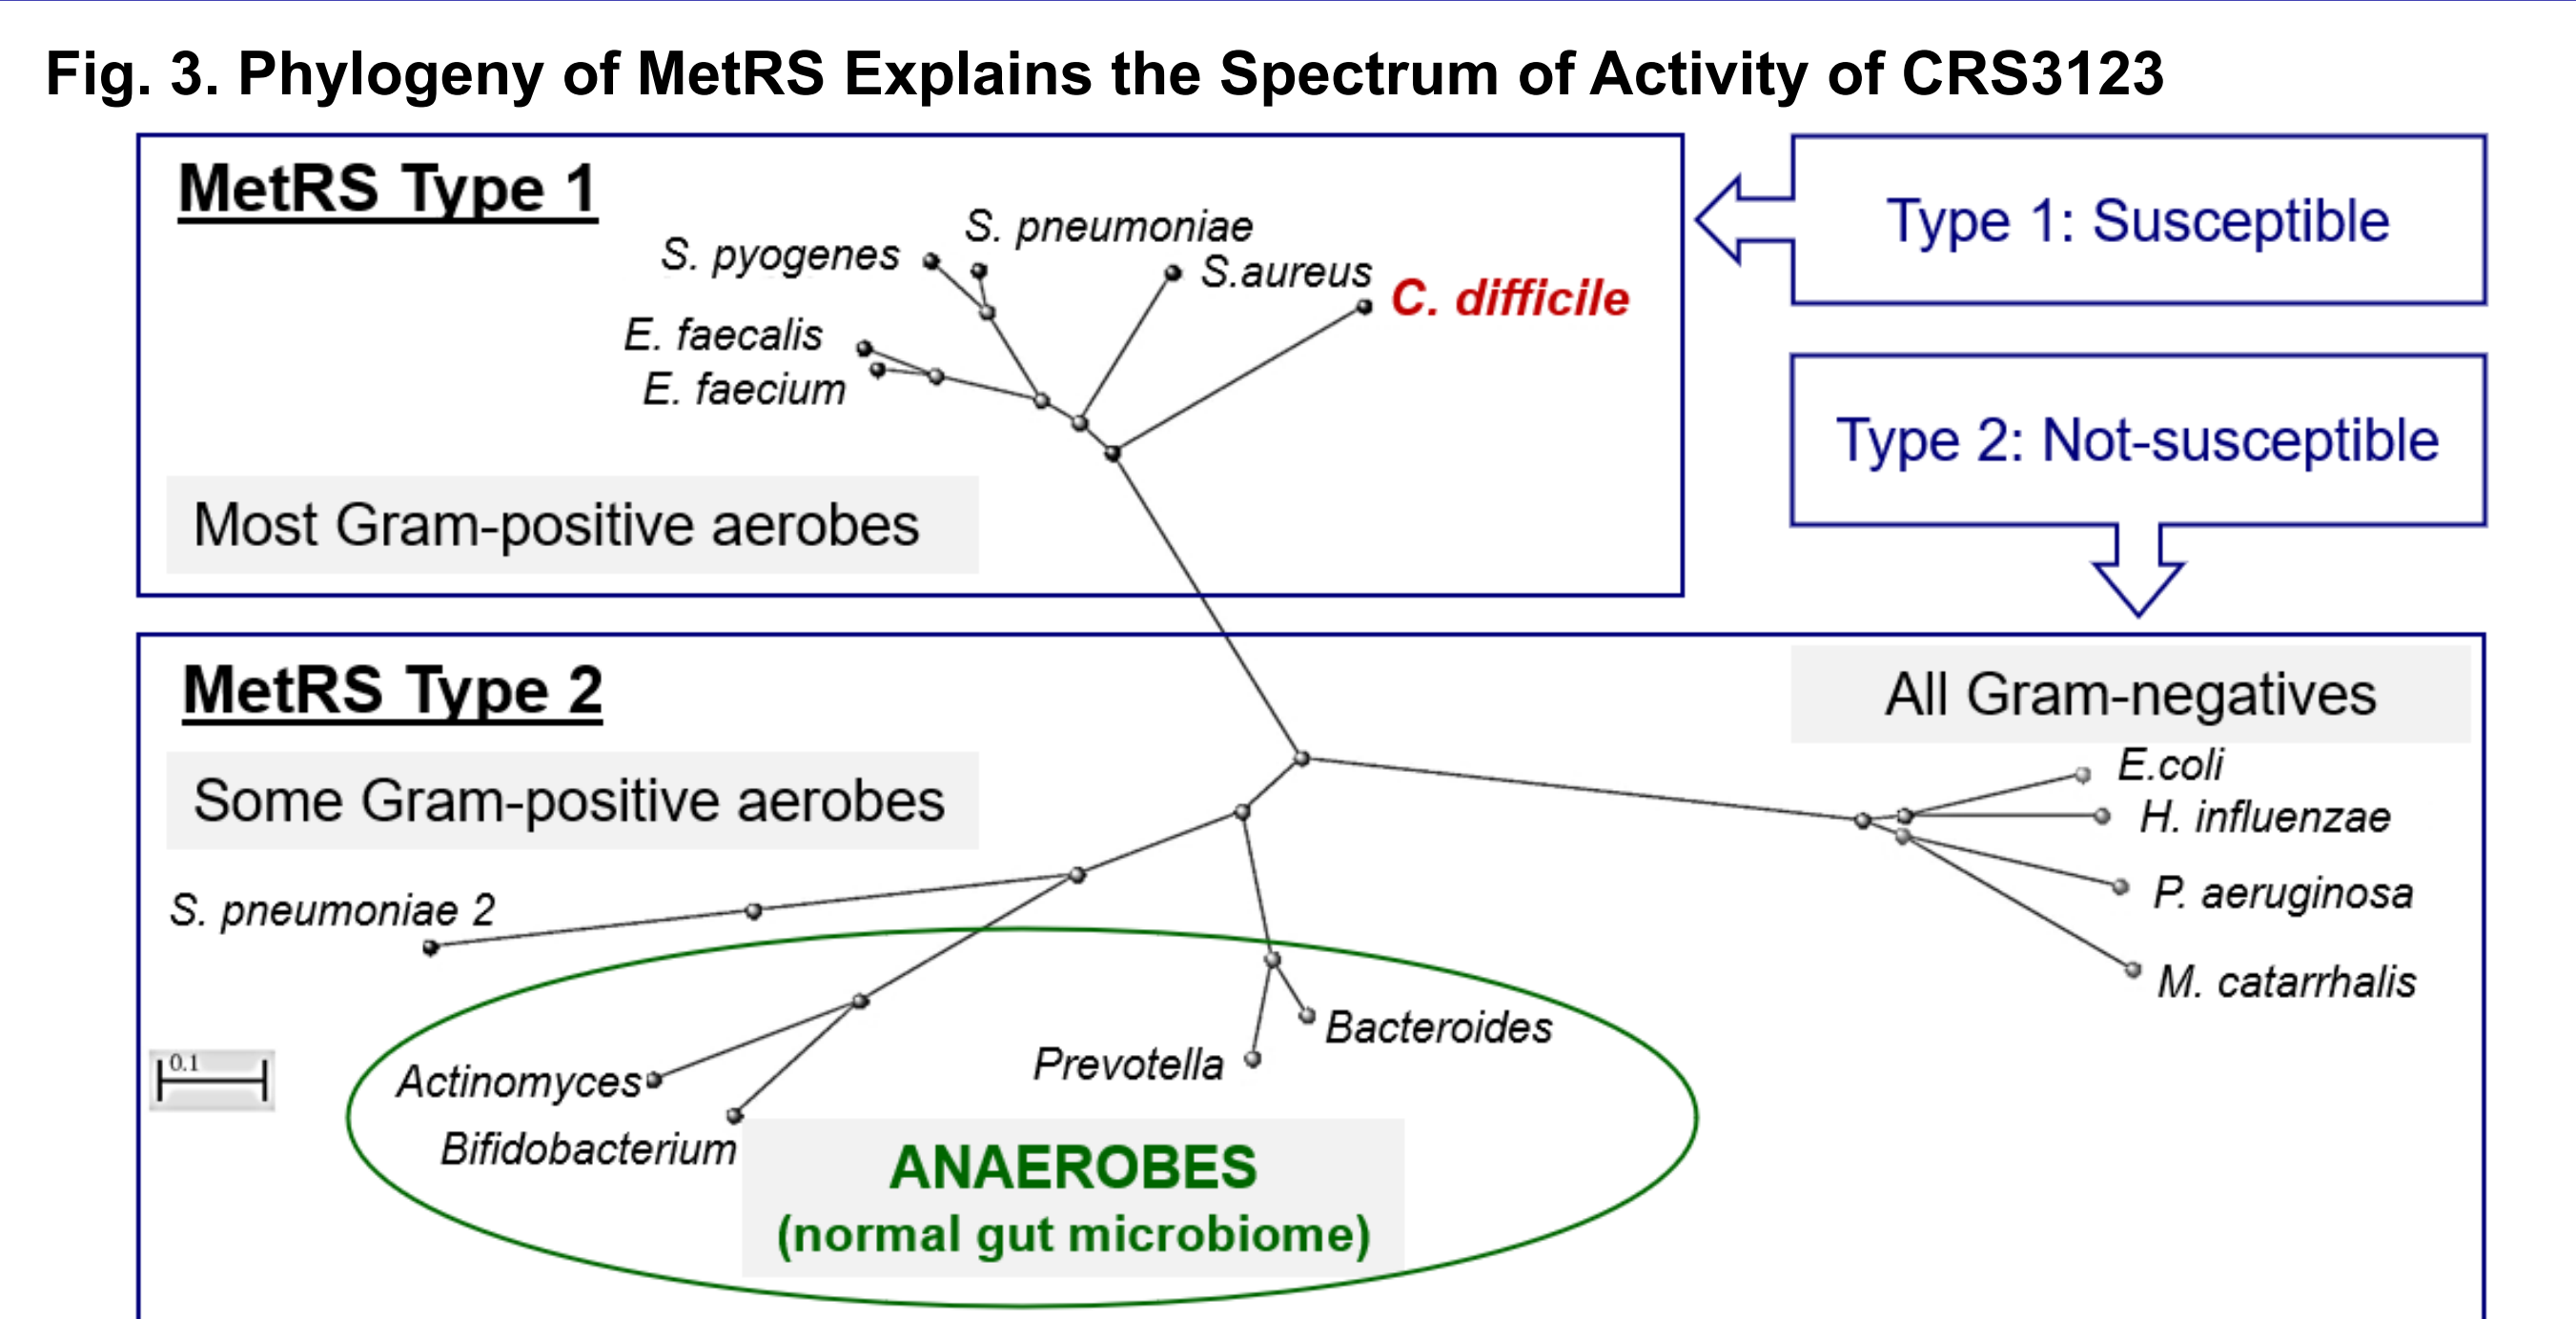 Fig. 3. Phylogeny of MetRS Explains the Spectrum of Activity of CRS3123
MetRS Type 1
S. pneumoniae
S. pyogenes
S.aureus
C. difficile
E. faecalis
E. faecium
Most Gram-positive aerobes
Type 1: Susceptible
Type 2: Not-susceptible
MetRS Type 2
All Gram-negatives
Some Gram-positive aerobes
E.coli
H. influenzae
P. aeruginosa
M. catarrhalis
S. pneumoniae 2
Bacteroides
Prevotella
0.1
Actinomyces
Bifidobacterium
ANAEROBES
(normal gut microbiome)